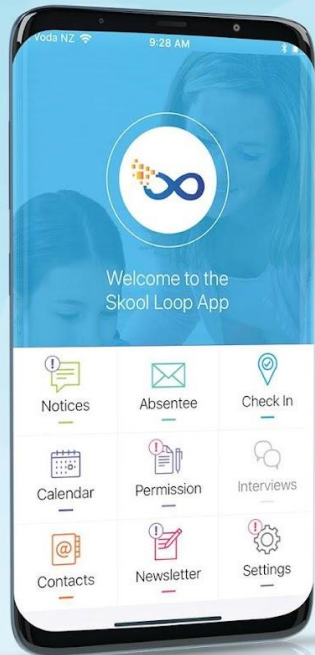 Voda NZ 9:28 AM
Welcome to the
Skool Loop App
Notices Absentee Check In
Calendar Permission Interviews
Contacts Newsletter Settings